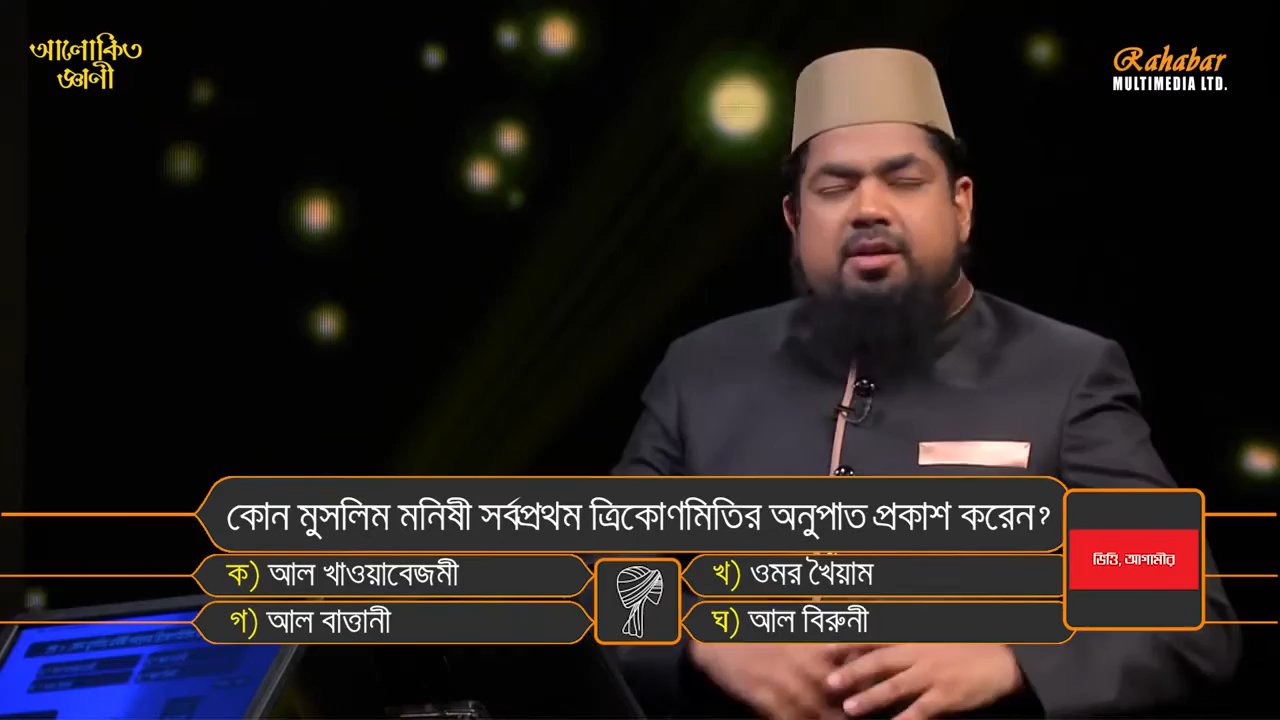 আলোকিত
জ্ঞানী
Rahabar
MULTIMEDIA LTD.
কোন মুসলিম মনিষী সর্বপ্রথম ত্রিকোণমিতির অনুপাত প্রকাশ করেন?
ক) আল খাওয়াবেজমী
খ) ওমর খৈয়াম
গ) আল বাত্তানী
ঘ) আল বিরুনী
ভিত্তি, আগামীর